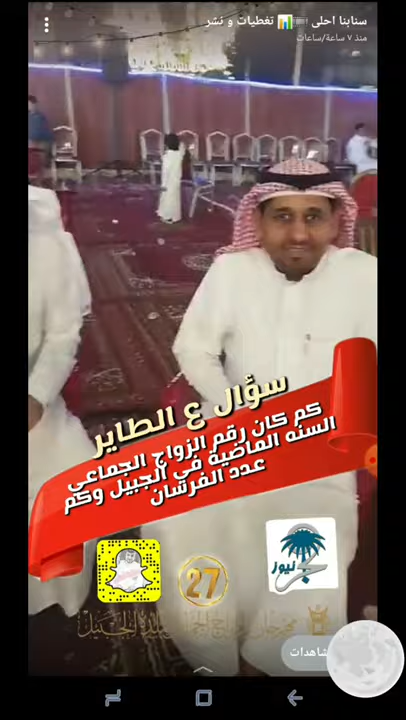 سنابنا احلى 📊 تغطيات و نشر
منذ ٧ ساعة/ساعات
سؤال ع الطاير
كم كان رقم الزواج الجماعي
السنه الماضية في الجبيل وكم
عدد الفرسان
نيوز
27
شاهدات